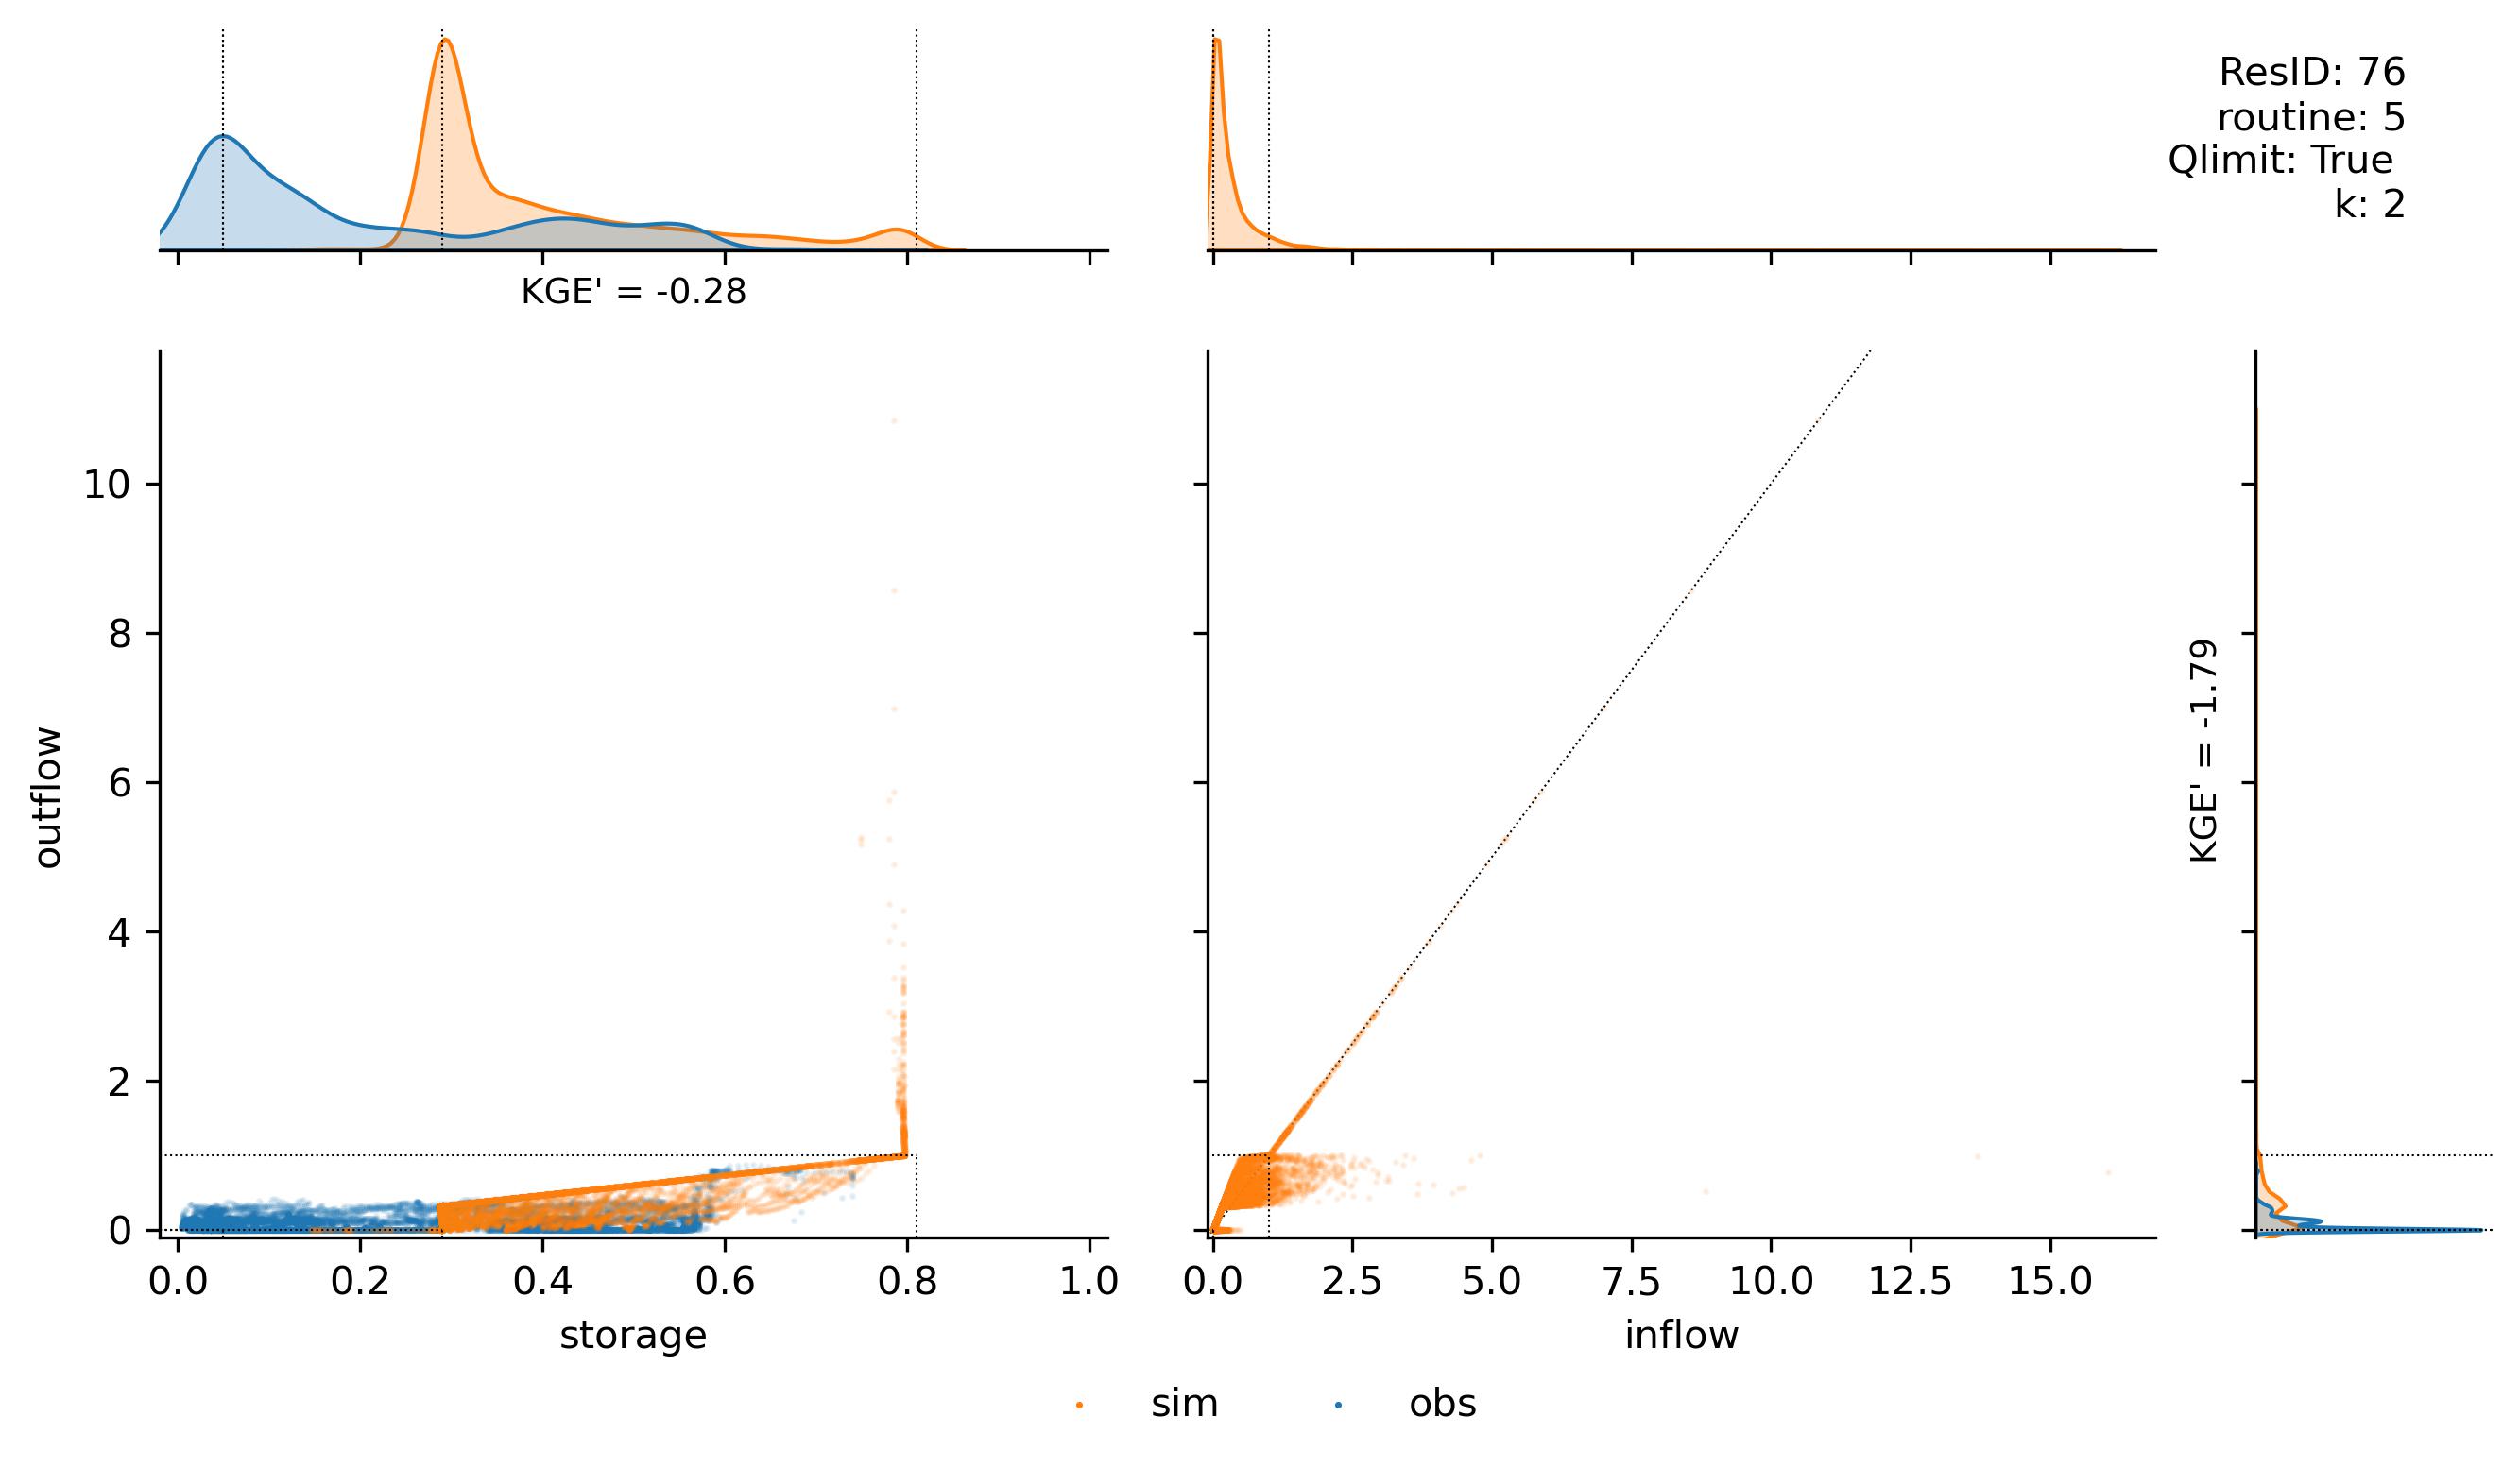 ResID: 76
routine: 5
Qlimit: True
k: 2
KGE' = -0.28
outflow
10
8
6
4
2
0
KGE' = -1.79
0.0 0.2 0.4 0.6 0.8 1.0
0.0 2.5 5.0 7.5 10.0 12.5 15.0
storage
inflow
sim obs